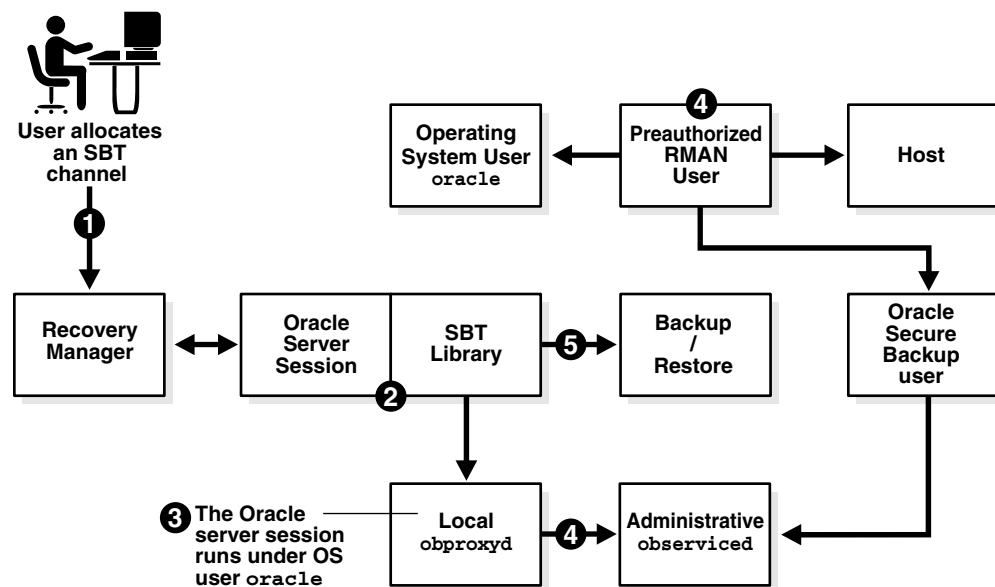 User allocates
an SBT
channel
1
4
Operating
System User
oracle
Preauthorized
RMAN
User
Host
Recovery
Manager
Oracle
Server
Session
SBT
Library
2
5
Backup
/
Restore
Oracle
Secure
Backup
user
3 The Oracle
server session
runs under OS
user oracle
Local
obproxyd
4
Administrative
observiced